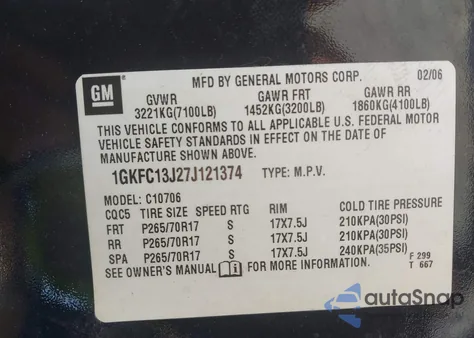 GM
MFD BY GENERAL MOTORS CORP. 02/06
GVWR GAWR FRT GAWR RR
3221KG(7100LB) 1452KG(3200LB) 1860KG(4100LB)
THIS VEHICLE CONFORMS TO ALL APPLICABLE U.S. FEDERAL MOTOR
VEHICLE SAFETY STANDARDS IN EFFECT ON THE DATE OF
MANUFACTURE SHOWN ABOVE.
1GKFC13J27J121374 TYPE: M.P.V.
MODEL: C10706
CQC5 TIRE SIZE SPEED RTG RIM COLD TIRE PRESSURE
FRT P265/70R17 S 17X7.5J 210KPA(30PSI)
RR P265/70R17 S 17X7.5J 210KPA(30PSI)
SPA P265/70R17 S 17X7.5J 240KPA(35PSI)
SEE OWNER'S MANUAL i FOR MORE INFORMATION.
F 299
T 667
autoSnap